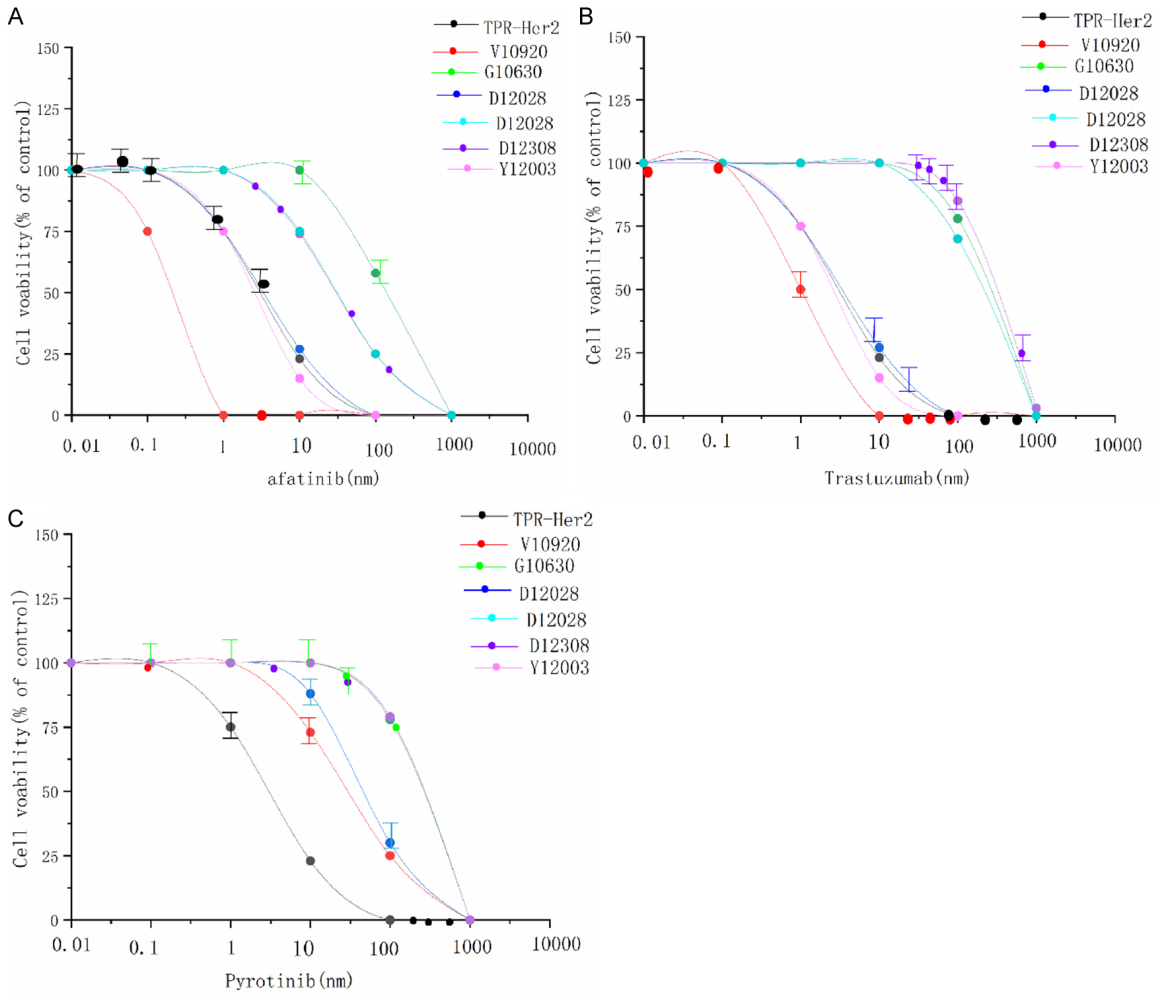 A
TPR-Her2
V10920
G10630
D12028
D12028
D12308
Y12003
150
125
100
75
50
25
0
Cell voability(% of control)
0.01 0.1 1 10 100 1000 10000
afatinib(nm)
B
TPR-Her2
V10920
G10630
D12028
D12028
D12308
Y12003
150
125
100
75
50
25
0
Cell voability(% of control)
0.01 0.1 1 10 100 1000 10000
Trastuzumab(nm)
C
TPR-Her2
V10920
G10630
D12028
D12028
D12308
Y12003
150
125
100
75
50
25
0
Cell voability(% of control)
0.01 0.1 1 10 100 1000 10000
Pyrotinib(nm)